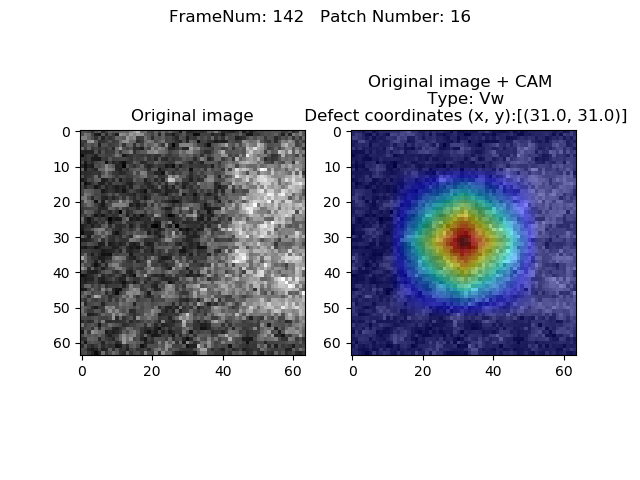 FrameNum: 142   Patch Number: 16
Original image
Original image + CAM
Type: Vw
Defect coordinates (x, y):[(31.0, 31.0)]
0
10
20
30
40
50
60
0 20 40 60
0
10
20
30
40
50
60
0 20 40 60